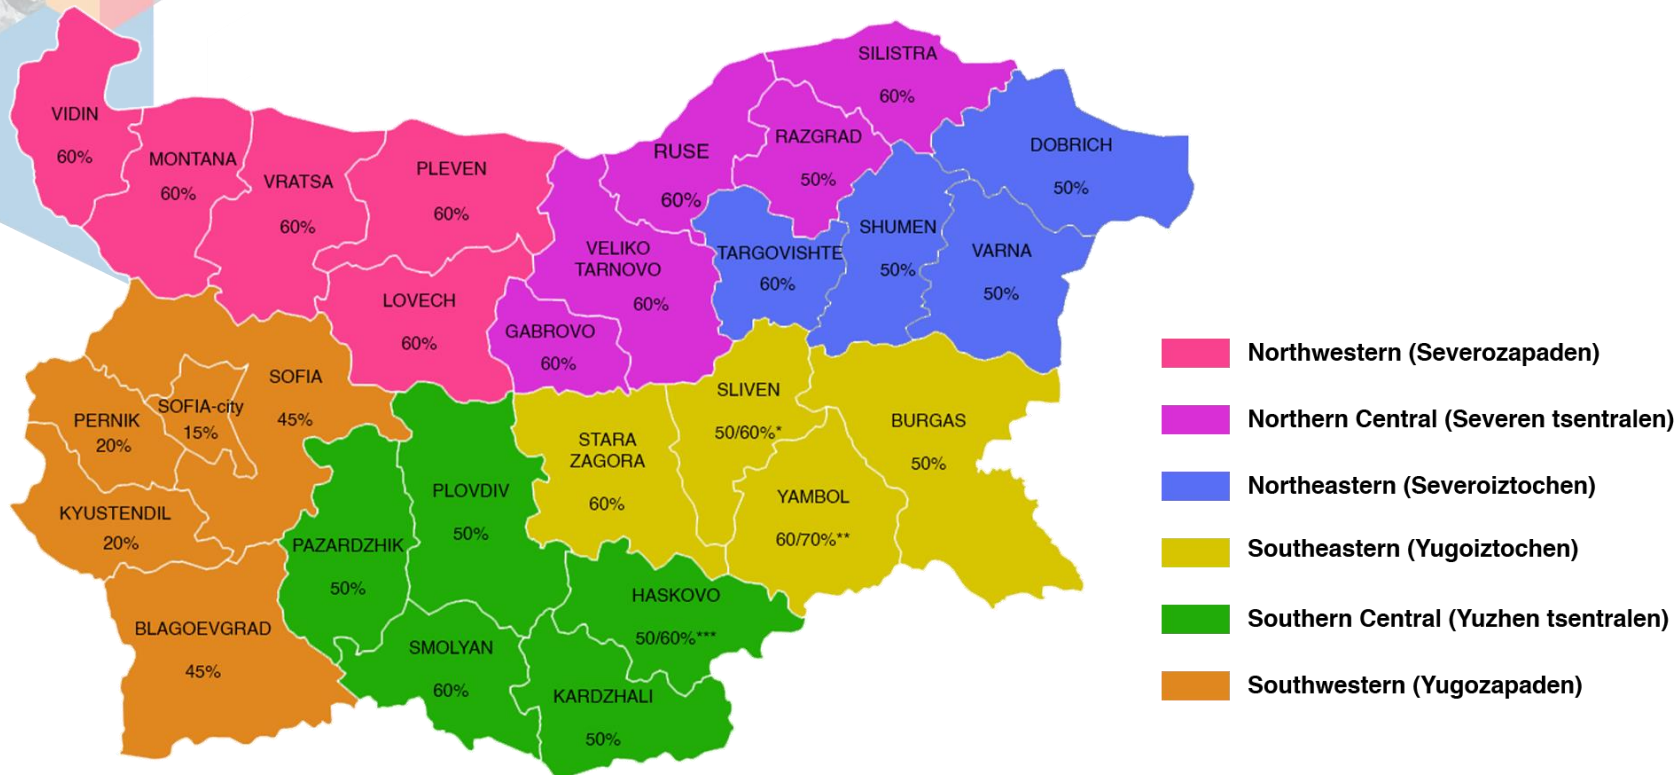 VIDIN
60%
MONTANA
60%
VRATSA
60%
PLEVEN
60%
LOVECH
60%
VELIKO
TARNOVO
60%
GABROVO
60%
RUSE
60%
RAZGRAD
50%
SILISTRA
60%
DOBRICH
50%
TARGOVISHTE
60%
SHUMEN
50%
VARNA
50%
SOFIA
45%
SOFIA-city
15%
PERNIK
20%
KYUSTENDIL
20%
BLAGOEVGRAD
45%
PAZARDZHIK
50%
PLOVDIV
50%
SMOLYAN
60%
HASKOVO
50/60%***
KARDZHALI
50%
STARA
ZAGORA
60%
SLIVEN
50/60%*
YAMBOL
60/70%**
BURGAS
50%
Northwestern (Severozapaden)
Northern Central (Severen tsentralen)
Northeastern (Severoiztochen)
Southeastern (Yugoiztochen)
Southern Central (Yuzhen tsentralen)
Southwestern (Yugozapaden)